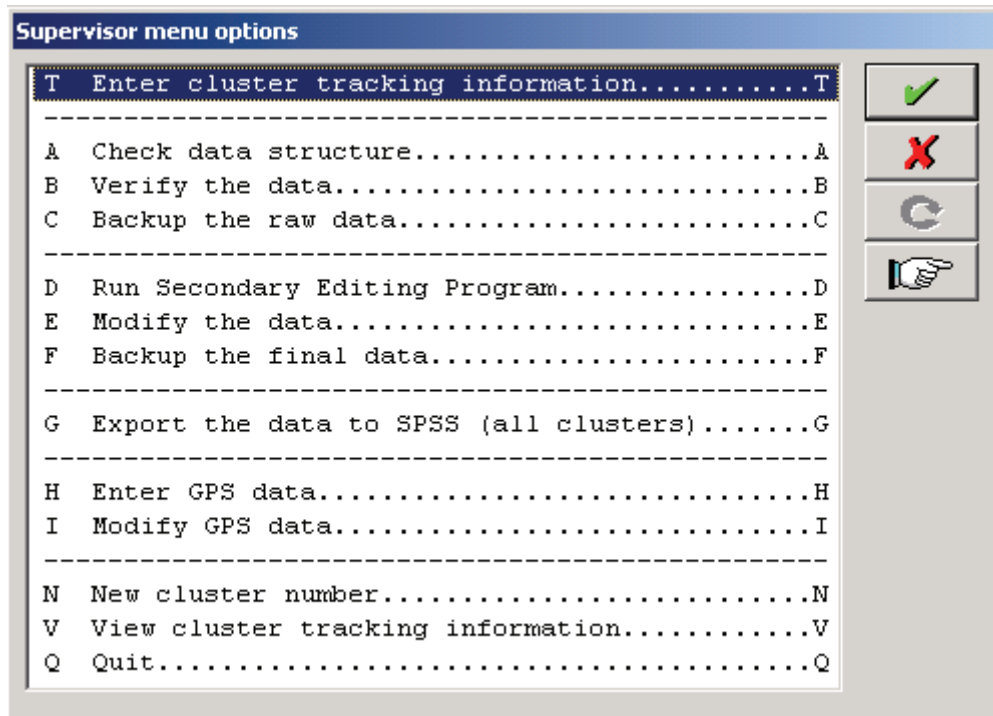 Supervisor menu options
T Enter cluster tracking information...........T
-------------------------------------------------
A Check data structure.........................A
B Verify the data..............................B
C Backup the raw data..........................C
-------------------------------------------------
D Run Secondary Editing Program................D
E Modify the data..............................E
F Backup the final data........................F
-------------------------------------------------
G Export the data to SPSS (all clusters).......G
-------------------------------------------------
H Enter GPS data...............................H
I Modify GPS data..............................I
-------------------------------------------------
N New cluster number...........................N
V View cluster tracking information............V
Q Quit.........................................Q